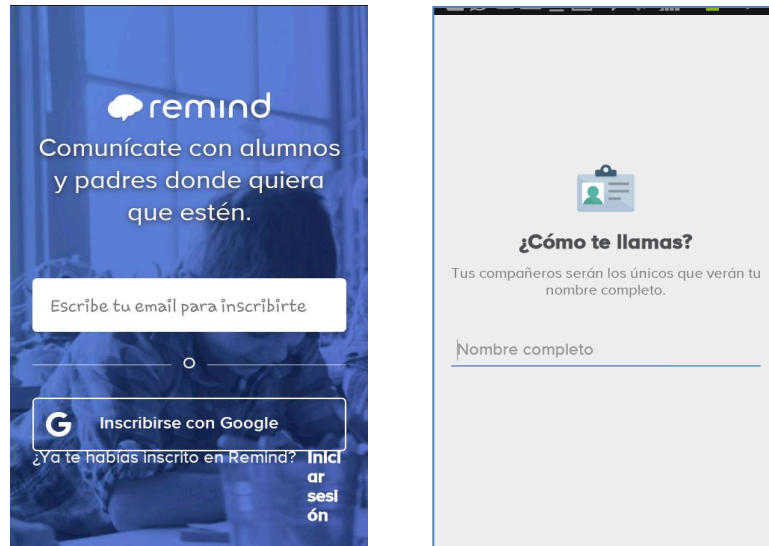 remind
Comunícate con alumnos
y padres donde quiera
que estén.
Escribe tu email para inscribirte
O
G Inscribirse con Google
¿Ya te habías inscrito en Remind? Inici
ar
sesi
ón
¿Cómo te llamas?
Tus compañeros serán los únicos que verán tu
nombre completo.
Nombre completo